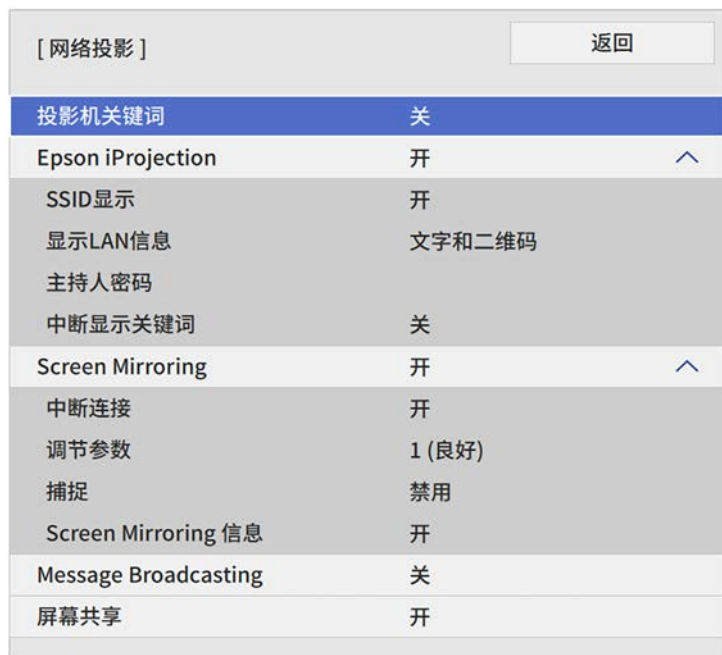 [ 网络投影 ] 返回
投影机关键词 关
Epson iProjection 开
SSID显示 开
显示LAN信息 文字和二维码
主持人密码
中断显示关键词 关
Screen Mirroring 开
中断连接 开
调节参数 1 (良好)
捕捉 禁用
Screen Mirroring 信息 开
Message Broadcasting 关
屏幕共享 开